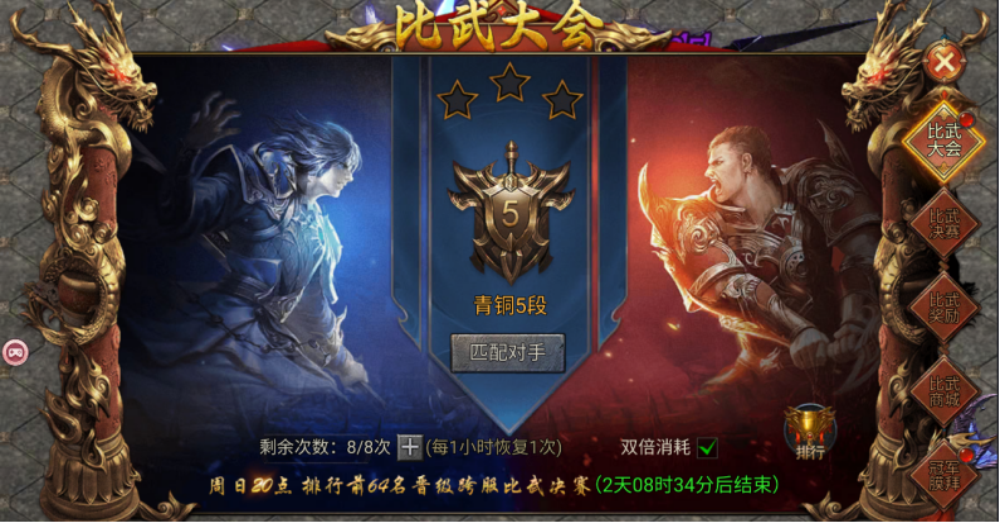 比武大会
比武
大会
比武
决赛
5
青铜5段
比武
奖励
匹配对手
比武
商城
剩余次数：8/8次 (每1小时恢复1次)
双倍消耗
排行
冠军
膜拜
周日20点 排行前64名晋级跨服比武决赛(2天08时34分后结束)